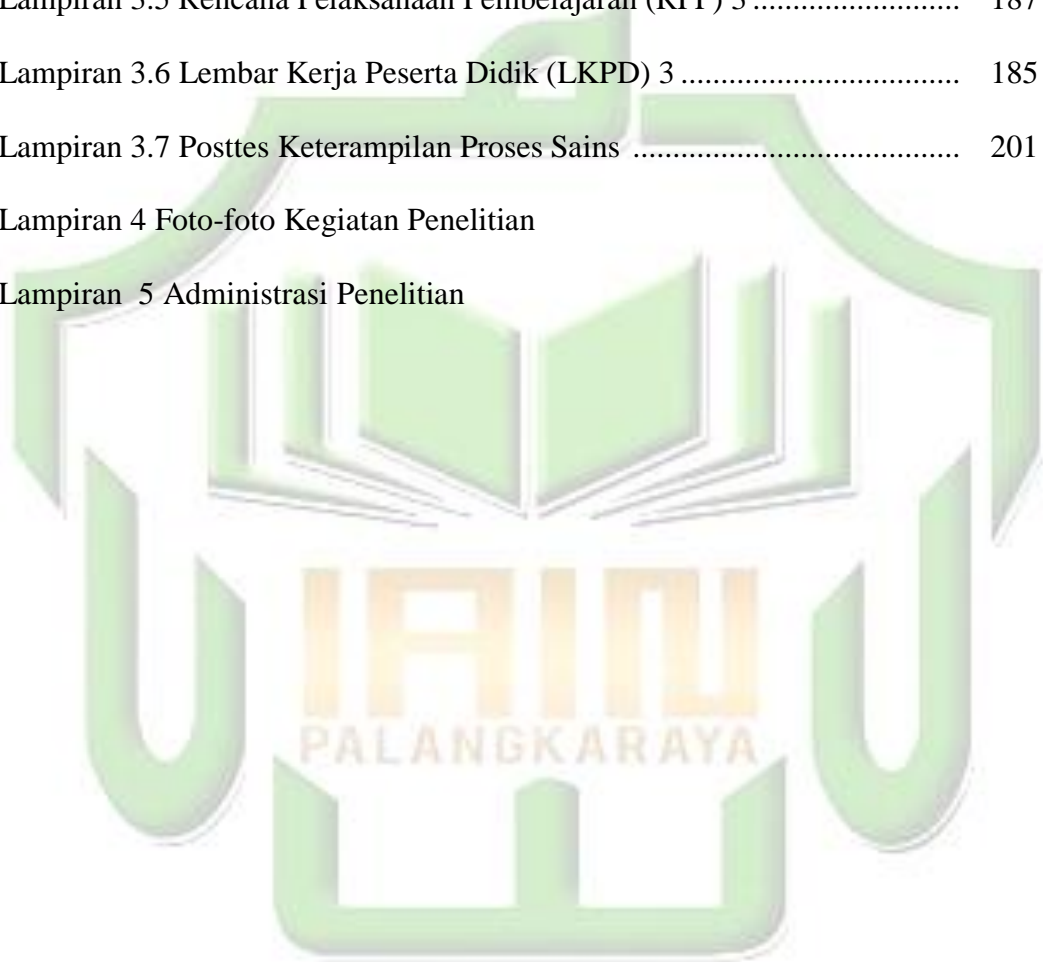 Lampiran 3.5 Rencana Pelaksanaan Pembelajaran (RPP) 3 ........................ 187
Lampiran 3.6 Lembar Kerja Peserta Didik (LKPD) 3 ................................. 185
Lampiran 3.7 Posttes Keterampilan Proses Sains ....................................... 201
Lampiran 4 Foto-foto Kegiatan Penelitian
Lampiran 5 Administrasi Penelitian
IAIN
PALANGKARAYA